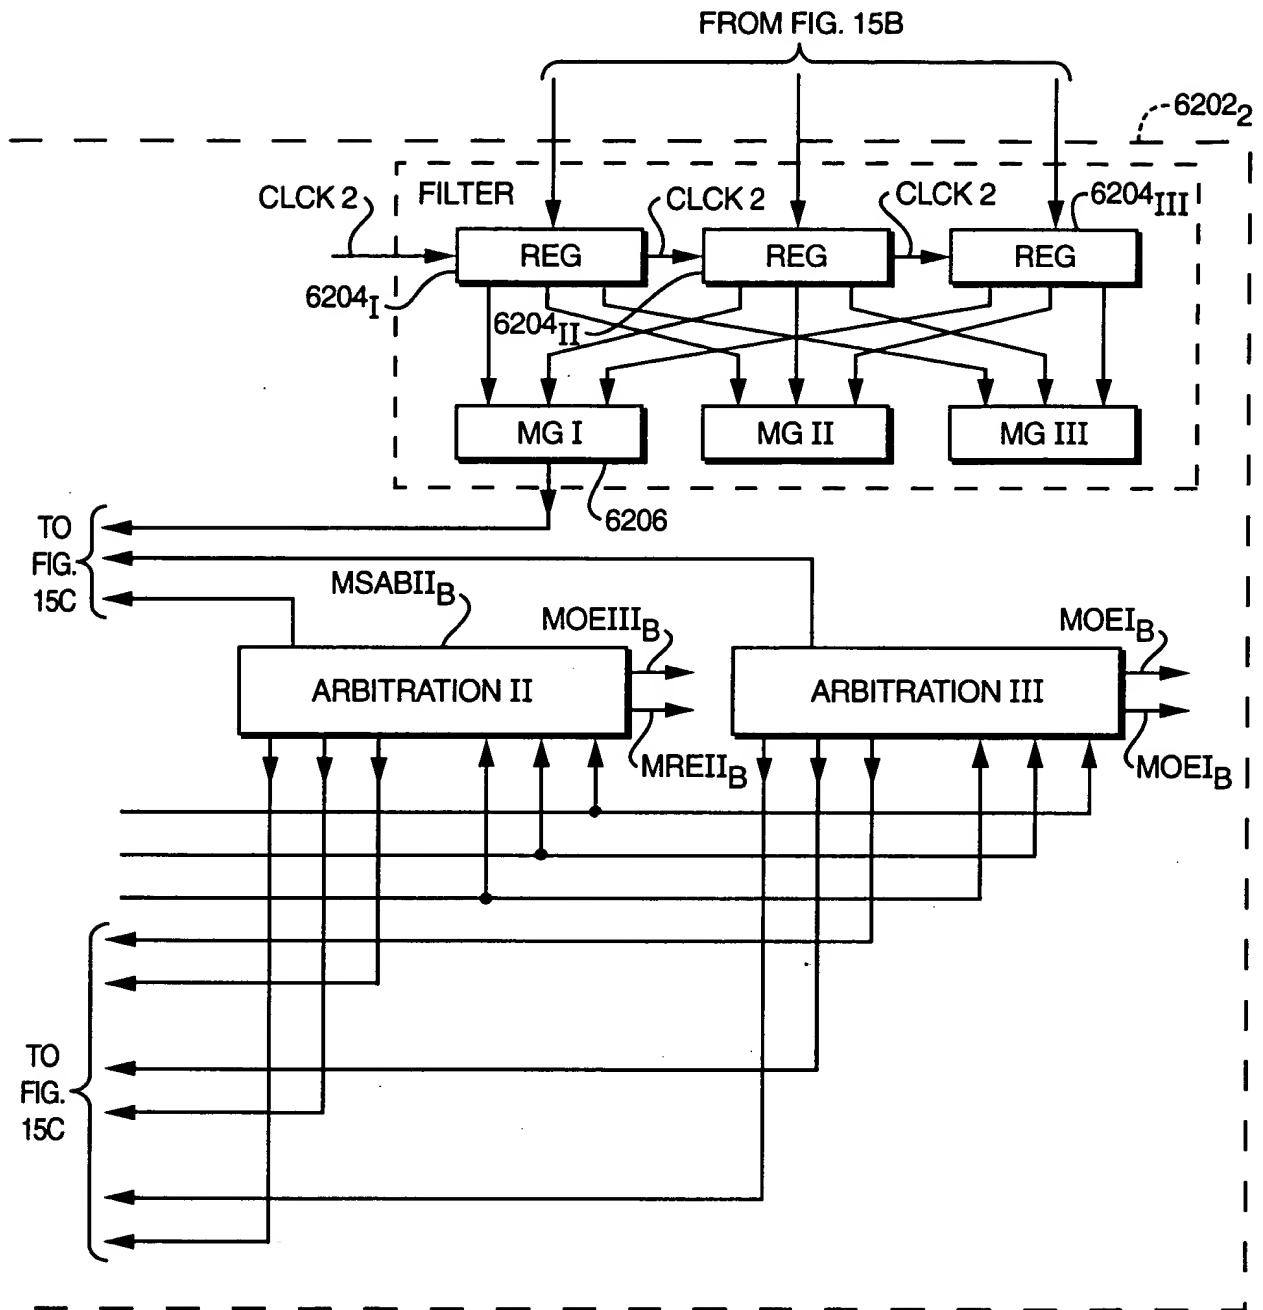 FROM FIG. 15B
6202₂
FILTER
CLCK 2
CLCK 2
CLCK 2
6204III
REG
REG
REG
6204I
6204II
MG I
MG II
MG III
6206
TO
FIG.
15C
MSABIIB
MOEIIIB
MOEIB
ARBITRATION II
ARBITRATION III
MREIIB
MOEIB
TO
FIG.
15C